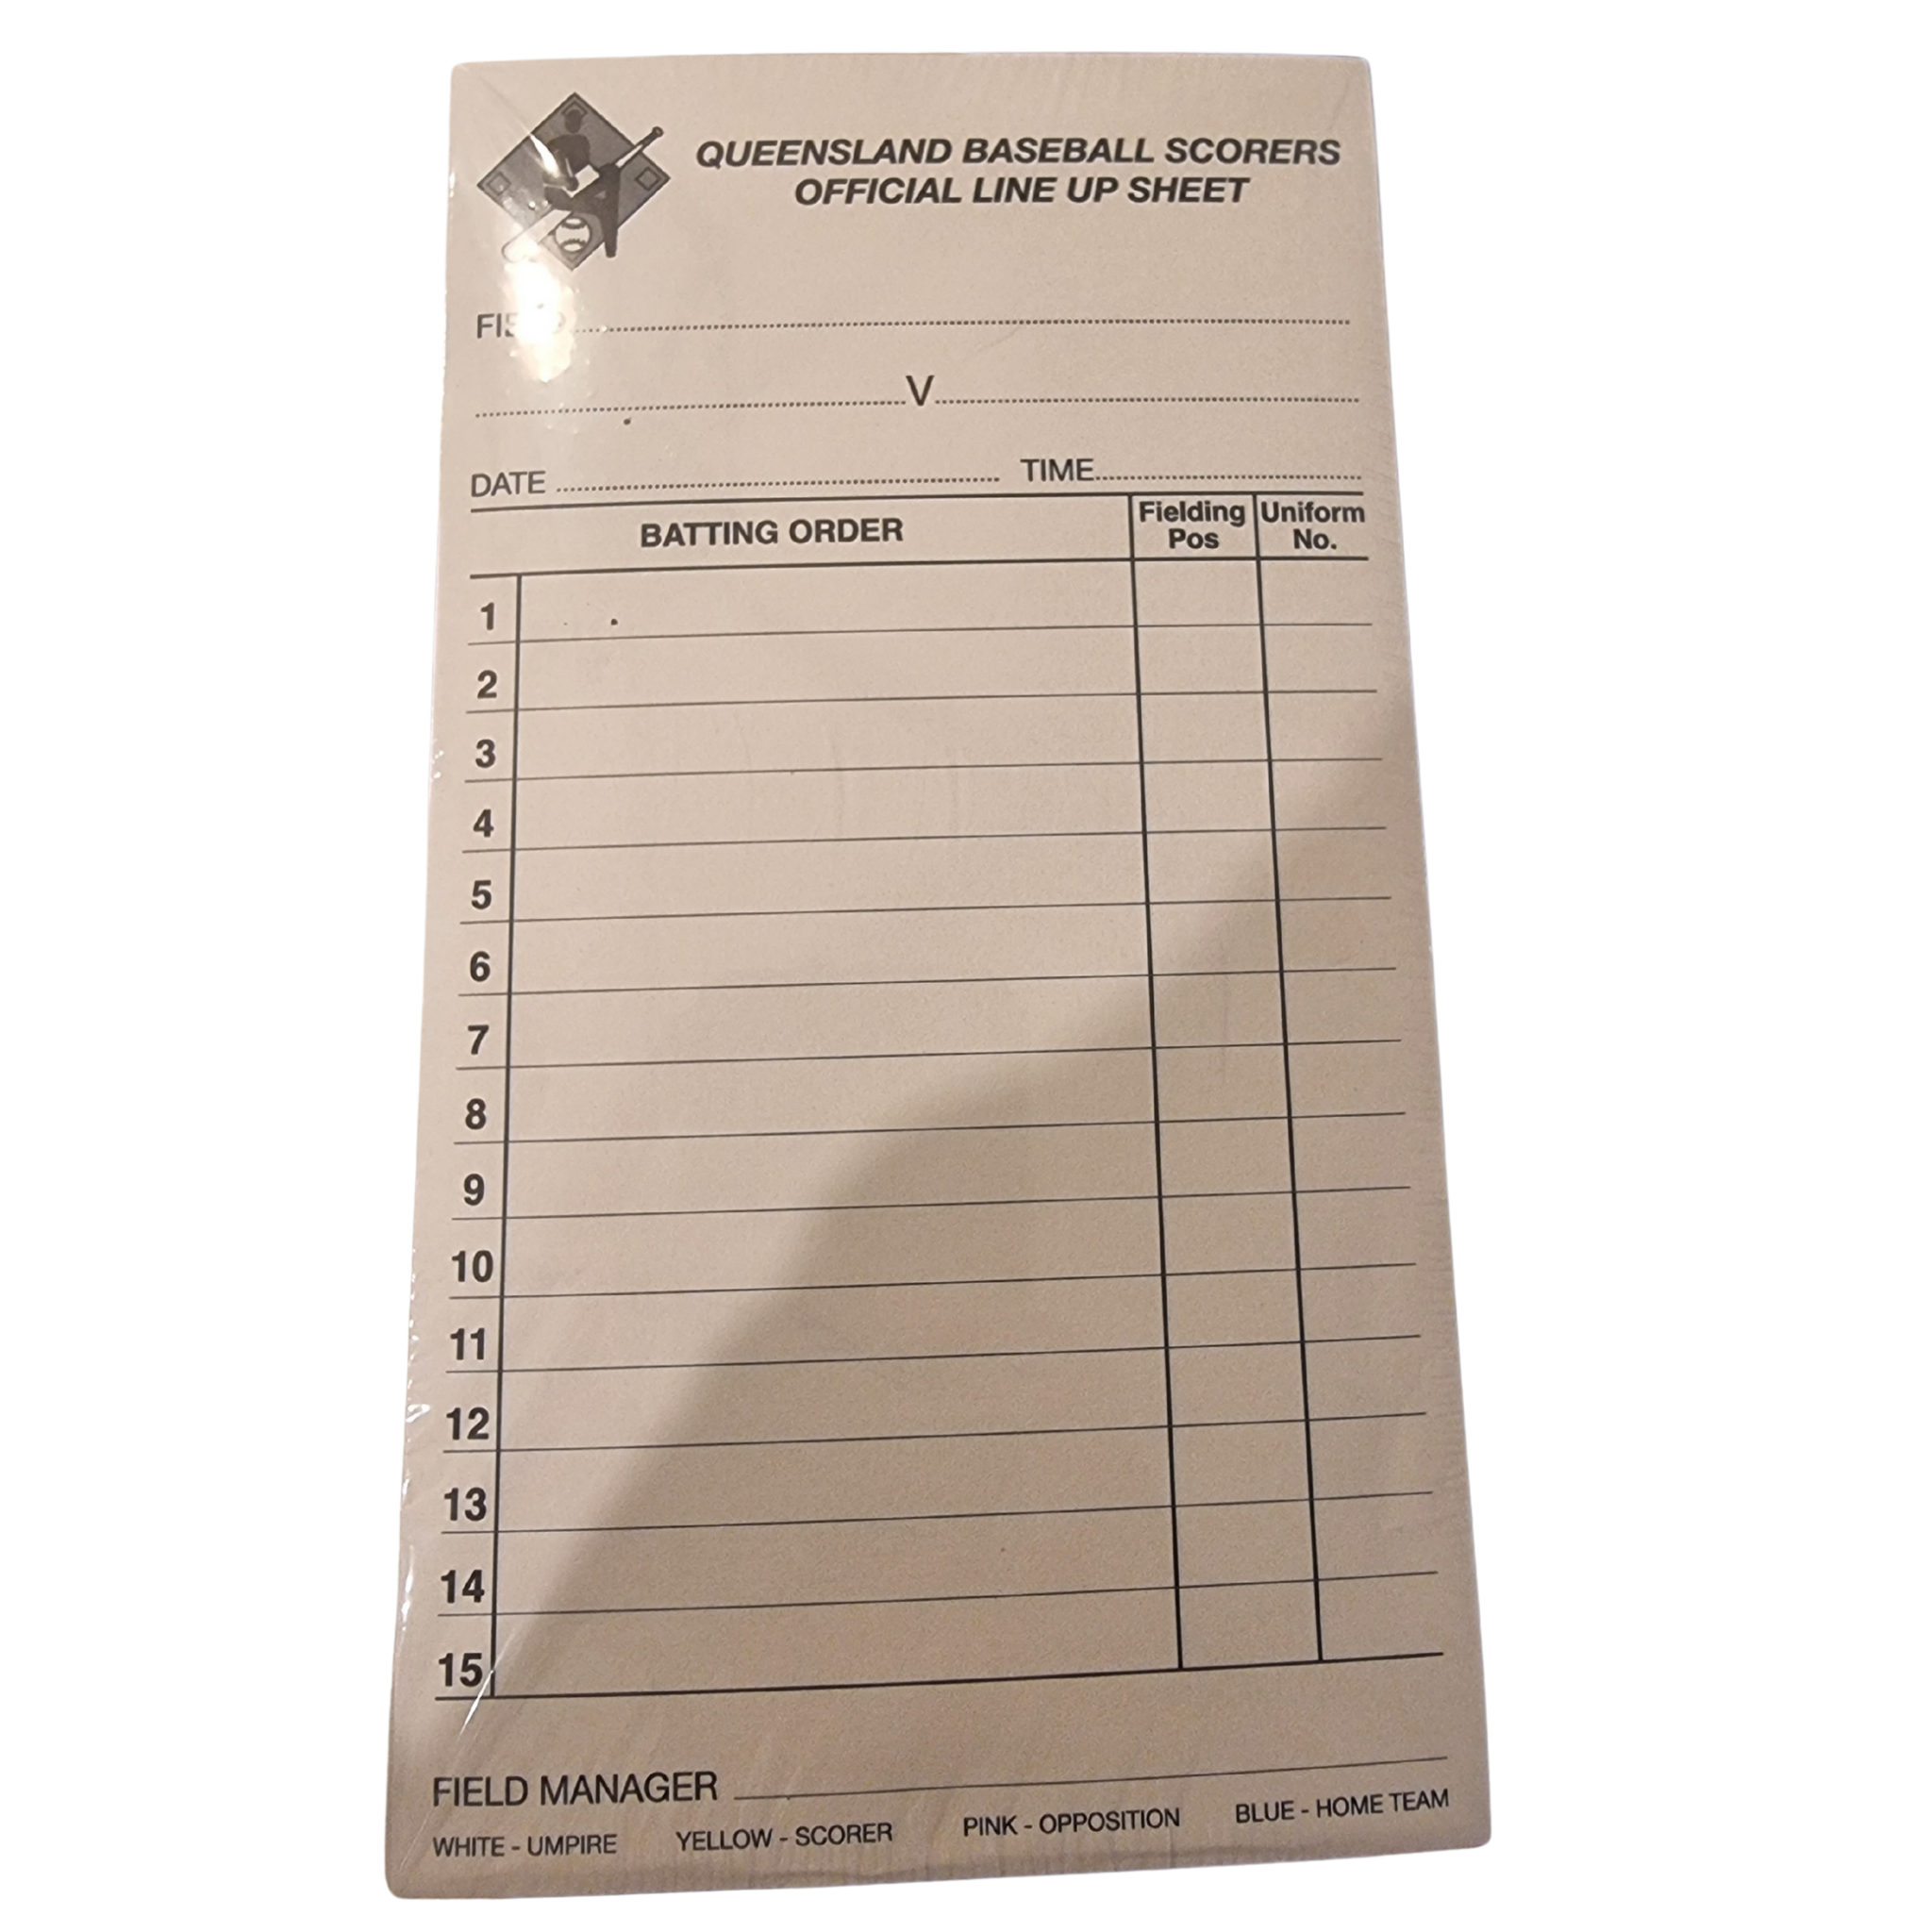 QUEENSLAND BASEBALL SCORERS
OFFICIAL LINE UP SHEET
V
DATE TIME
BATTING ORDER Fielding Pos Uniform No.
1
2
3
4
5
6
7
8
9
10
11
12
13
14
15
FIELD MANAGER
WHITE - UMPIRE YELLOW - SCORER PINK - OPPOSITION BLUE - HOME TEAM